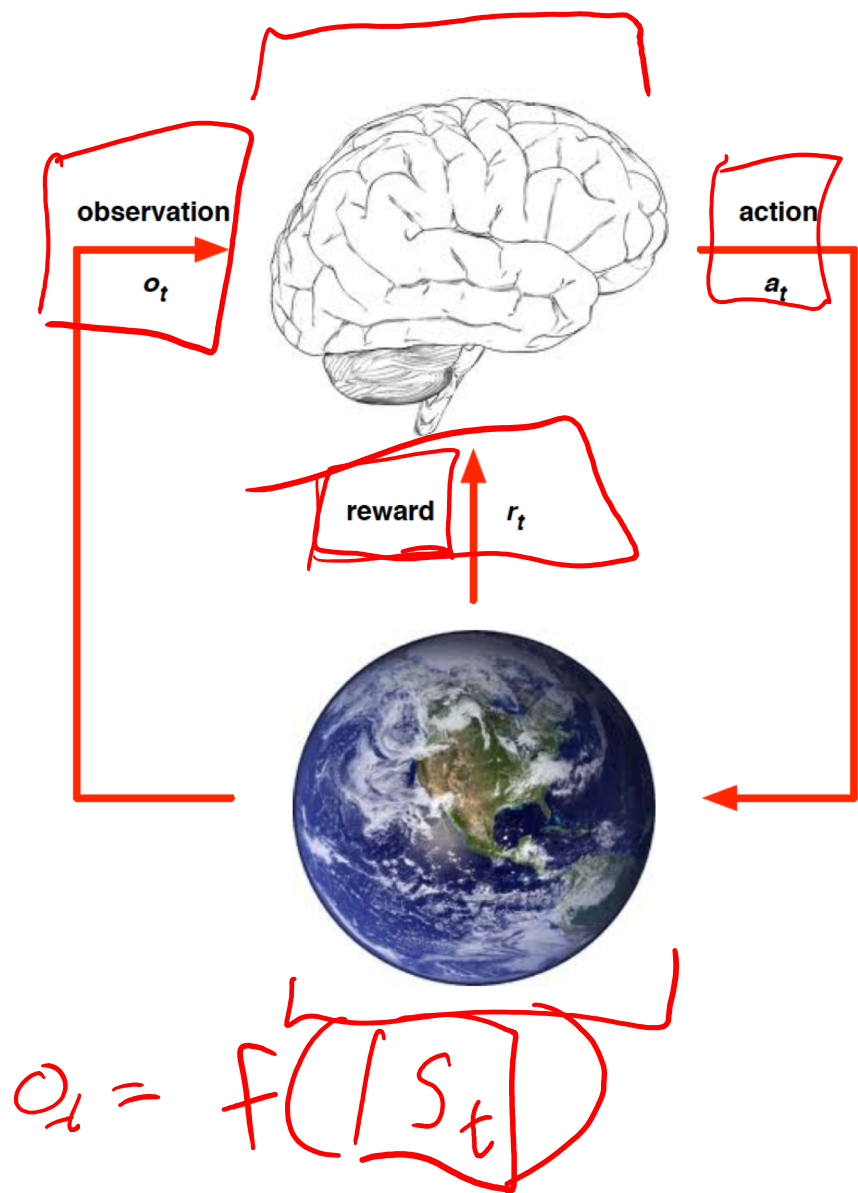 observation
o_t
action
a_t
reward
r_t
O_t = f(S_t)